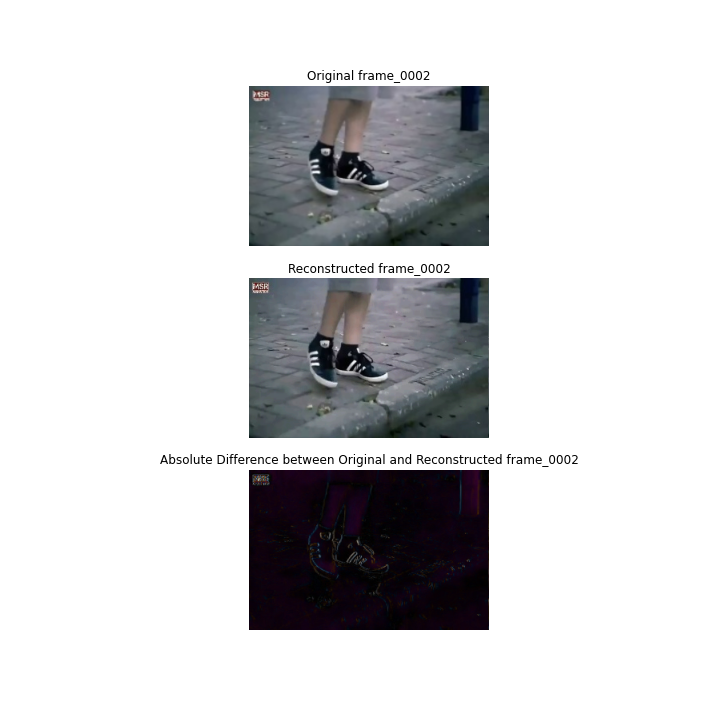 Original frame_0002
MSR
Reconstructed frame_0002
MSR
Absolute Difference between Original and Reconstructed frame_0002